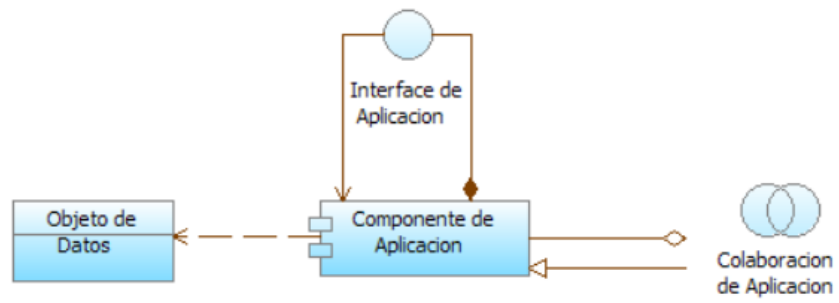 Interface de
Aplicacion
Objeto de
Datos
Componente de
Aplicacion
Colaboracion
de Aplicacion